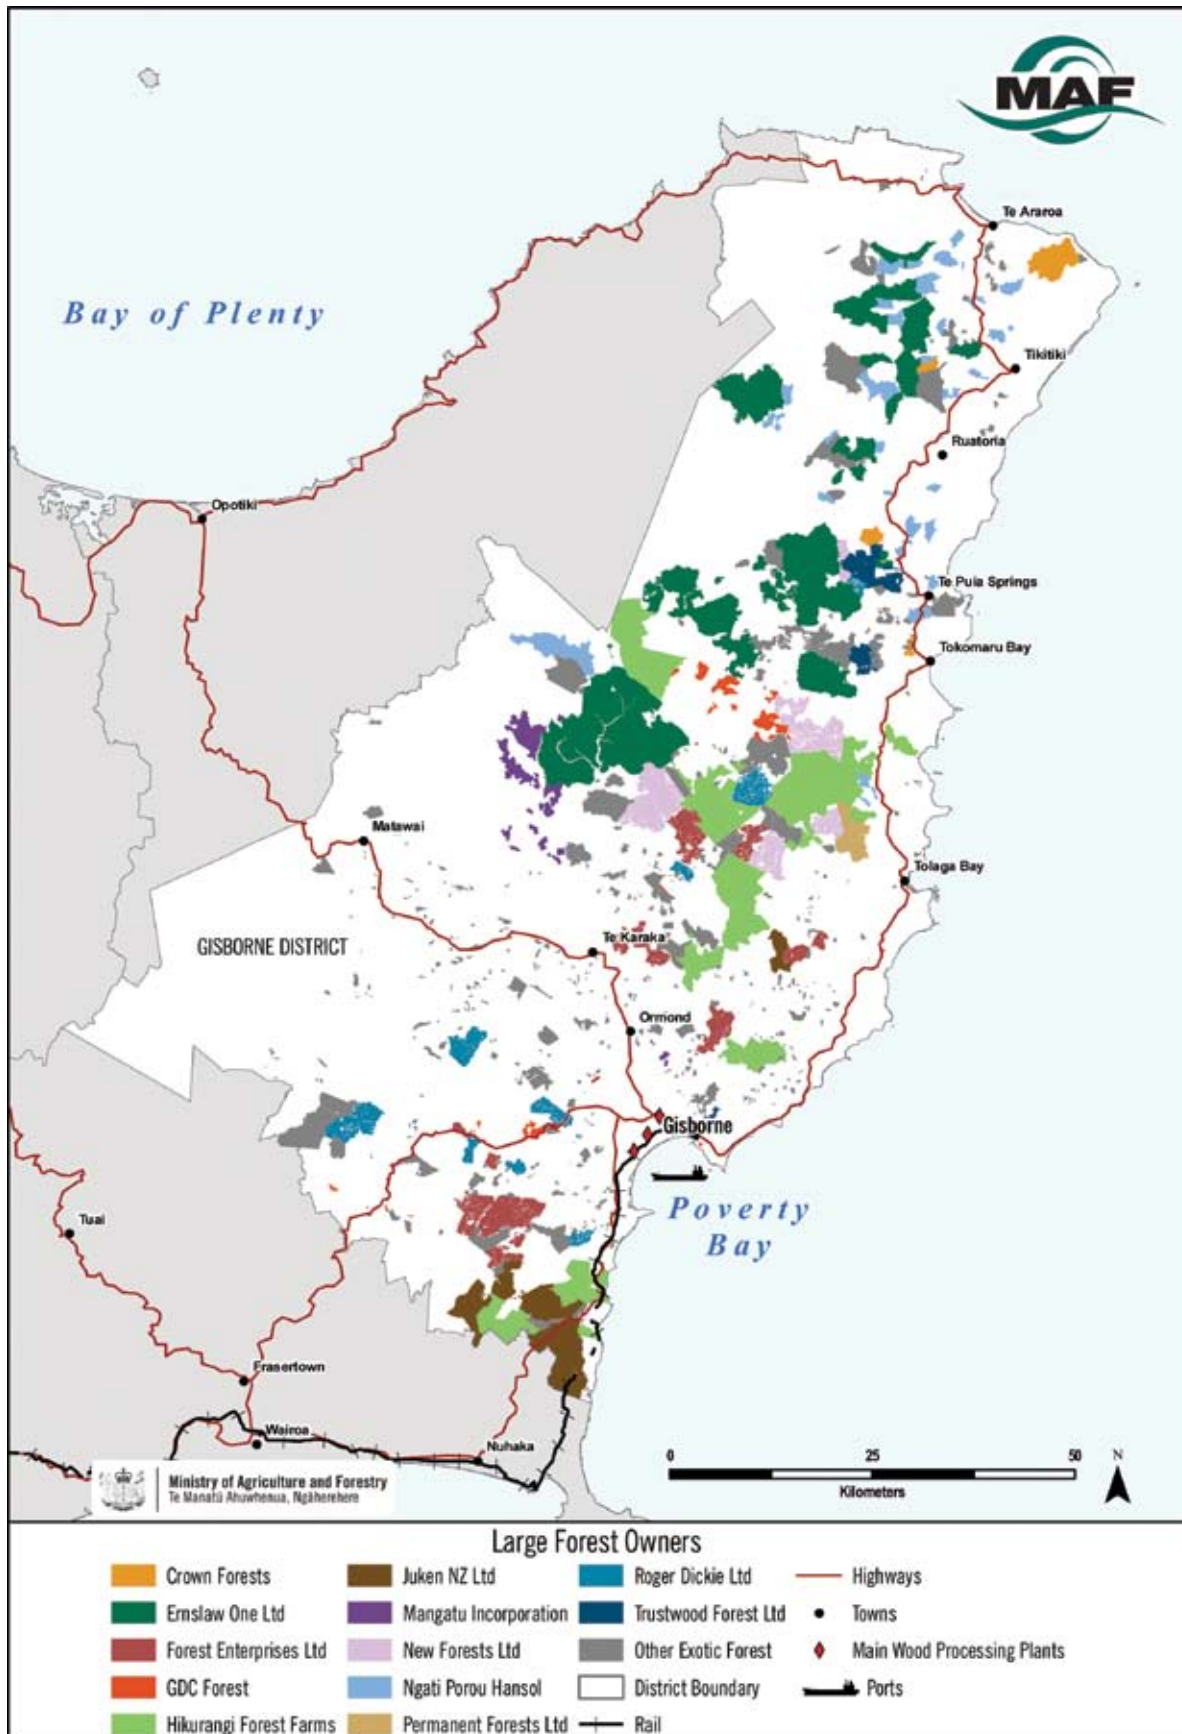 MAF
Te Araroa
Bay of Plenty
Tikitiki
Ruatoria
Opotiki
Te Puia Springs
Tokomaru Bay
Matawai
Tolaga Bay
GISBORNE DISTRICT
Te Karaka
Ormond
Gisborne
Poverty
Bay
Tuai
Frasertown
Wairoa
Nuhaka
0 25 50
Kilometers
N
Ministry of Agriculture and Forestry
Te Manatū Ahuwhenua, Ngāherehere
Large Forest Owners
Crown Forests
Ernslaw One Ltd
Forest Enterprises Ltd
GDC Forest
Hikurangi Forest Farms
Juken NZ Ltd
Mangatu Incorporation
New Forests Ltd
Ngati Porou Hansol
Permanent Forests Ltd
Roger Dickie Ltd
Trustwood Forest Ltd
Other Exotic Forest
District Boundary
Rail
Highways
Towns
Main Wood Processing Plants
Ports